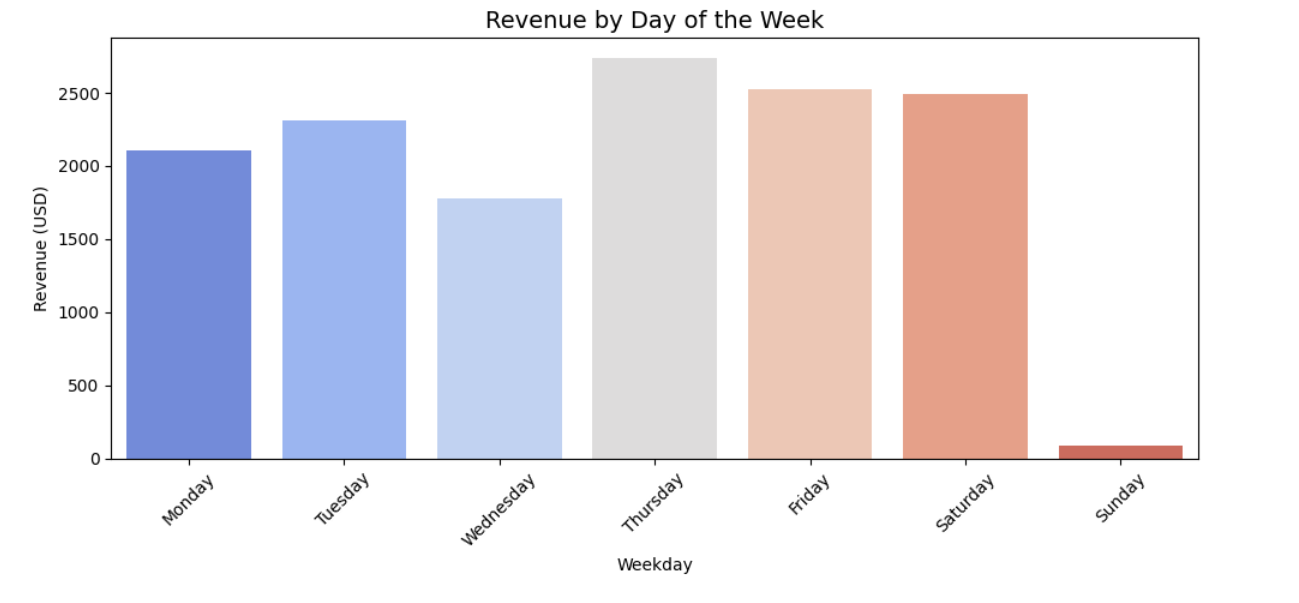 Revenue by Day of the Week
Revenue (USD)
2500
2000
1500
1000
500
0
Monday
Tuesday
Wednesday
Thursday
Friday
Saturday
Sunday
Weekday